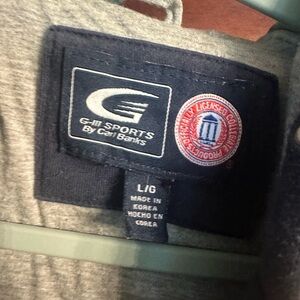 G-III SPORTS
By Carl Banks
OFFICIALLY LICENSED COLLEGIATE PRODUCTS
L/G
MADE IN
KOREA
HECHO EN
COREA